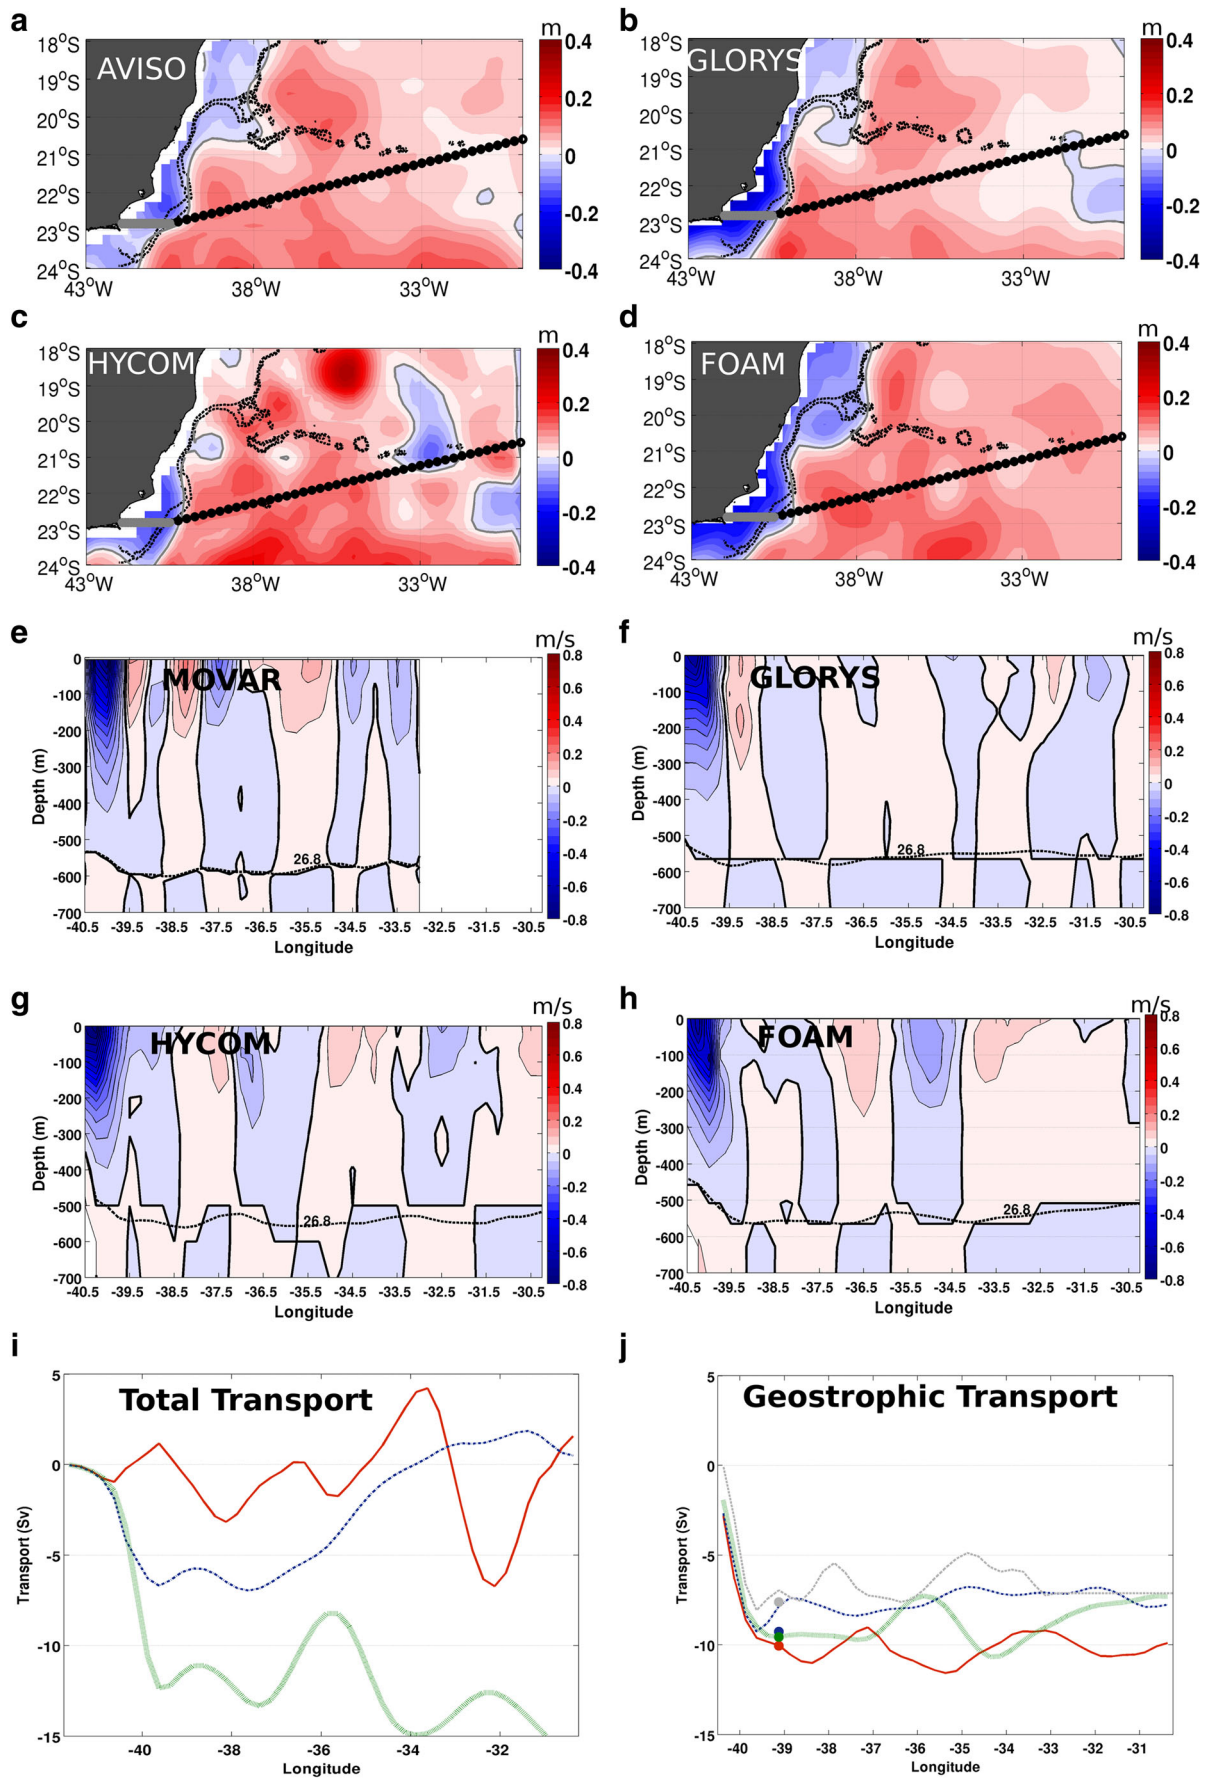 a
m
AVISO
18°S
19°S
20°S
21°S
22°S
23°S
24°S
43°W
38°W
33°W
0.4
0.2
0
-0.2
-0.4
b
m
GLORYS
18°S
19°S
20°S
21°S
22°S
23°S
24°S
43°W
38°W
33°W
0.4
0.2
0
-0.2
-0.4
c
m
HYCOM
18°S
19°S
20°S
21°S
22°S
23°S
24°S
43°W
38°W
33°W
0.4
0.2
0
-0.2
-0.4
d
m
FOAM
18°S
19°S
20°S
21°S
22°S
23°S
24°S
43°W
38°W
33°W
0.4
0.2
0
-0.2
-0.4
e
m/s
MOVAR
Depth (m)
0
-100
-200
-300
-400
-500
-600
-700
26.8
-40.5 -39.5 -38.5 -37.5 -36.5 -35.5 -34.5 -33.5 -32.5 -31.5 -30.5
Longitude
0.8
0.6
0.4
0.2
0
-0.2
-0.4
-0.6
-0.8
f
m/s
GLORYS
Depth (m)
0
-100
-200
-300
-400
-500
-600
-700
26.8
-40.5 -39.5 -38.5 -37.5 -36.5 -35.5 -34.5 -33.5 -32.5 -31.5 -30.5
Longitude
0.8
0.6
0.4
0.2
0
-0.2
-0.4
-0.6
-0.8
g
m/s
HYCOM
Depth (m)
0
-100
-200
-300
-400
-500
-600
-700
26.8
-40.5 -39.5 -38.5 -37.5 -36.5 -35.5 -34.5 -33.5 -32.5 -31.5 -30.5
Longitude
0.8
0.6
0.4
0.2
0
-0.2
-0.4
-0.6
-0.8
h
m/s
FOAM
Depth (m)
0
-100
-200
-300
-400
-500
-600
-700
26.8
-40.5 -39.5 -38.5 -37.5 -36.5 -35.5 -34.5 -33.5 -32.5 -31.5 -30.5
Longitude
0.8
0.6
0.4
0.2
0
-0.2
-0.4
-0.6
-0.8
i
Total Transport
Transport (Sv)
5
0
-5
-10
-15
-40 -38 -36 -34 -32
Longitude
j
Geostrophic Transport
Transport (Sv)
5
0
-5
-10
-15
-40 -39 -38 -37 -36 -35 -34 -33 -32 -31
Longitude